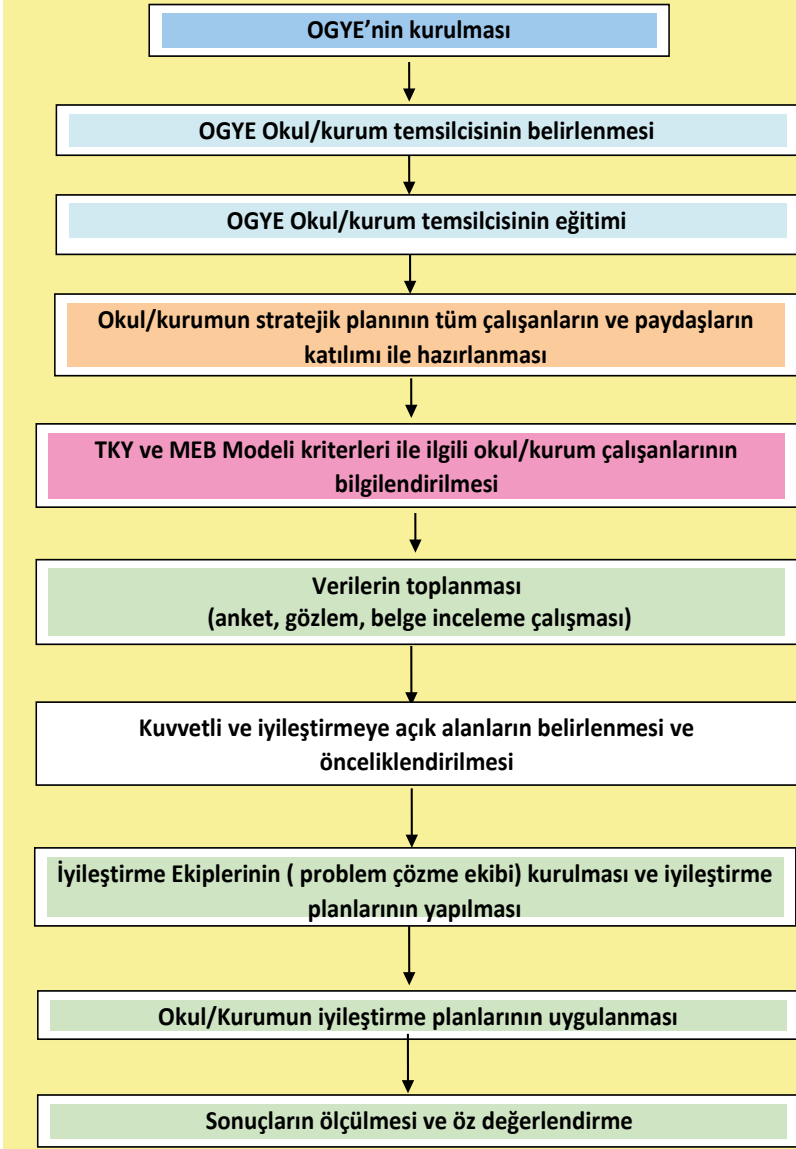 OGYE’nin kurulması
OGYE Okul/kurum temsilcisinin belirlenmesi
OGYE Okul/kurum temsilcisinin eğitimi
Okul/kurumun stratejik planının tüm çalışanların ve paydaşların
katılımı ile hazırlanması
TKY ve MEB Modeli kriterleri ile ilgili okul/kurum çalışanlarının
bilgilendirilmesi
Verilerin toplanması
(anket, gözlem, belge inceleme çalışması)
Kuvvetli ve iyileştirmeye açık alanların belirlenmesi ve
önceliklendirilmesi
İyileştirme Ekiplerinin ( problem çözme ekibi) kurulması ve iyileştirme
planlarının yapılması
Okul/Kurumun iyileştirme planlarının uygulanması
Sonuçların ölçülmesi ve öz değerlendirme